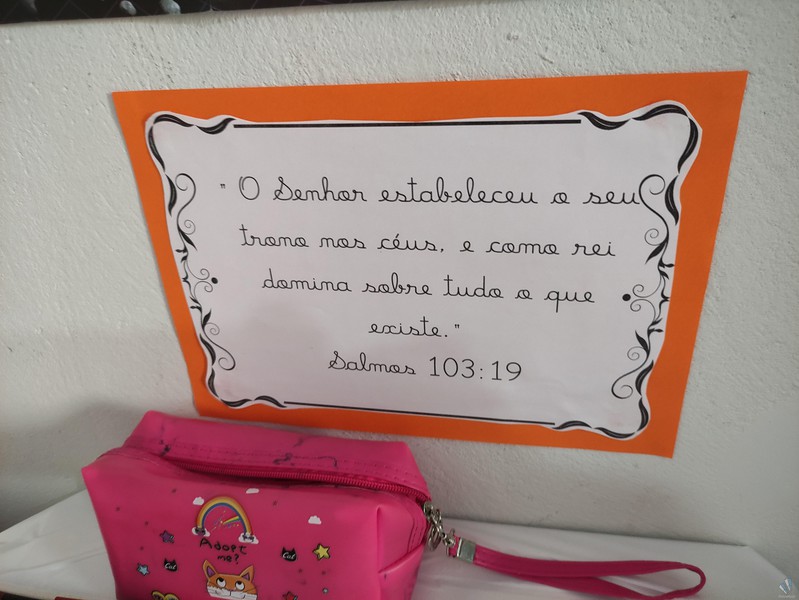 " O Senhor estabeleceu o seu
trono nos céus, e como rei
domina sobre tudo o que
existe."
Salmos 103:19
Adopt
me?
Cat
Cat